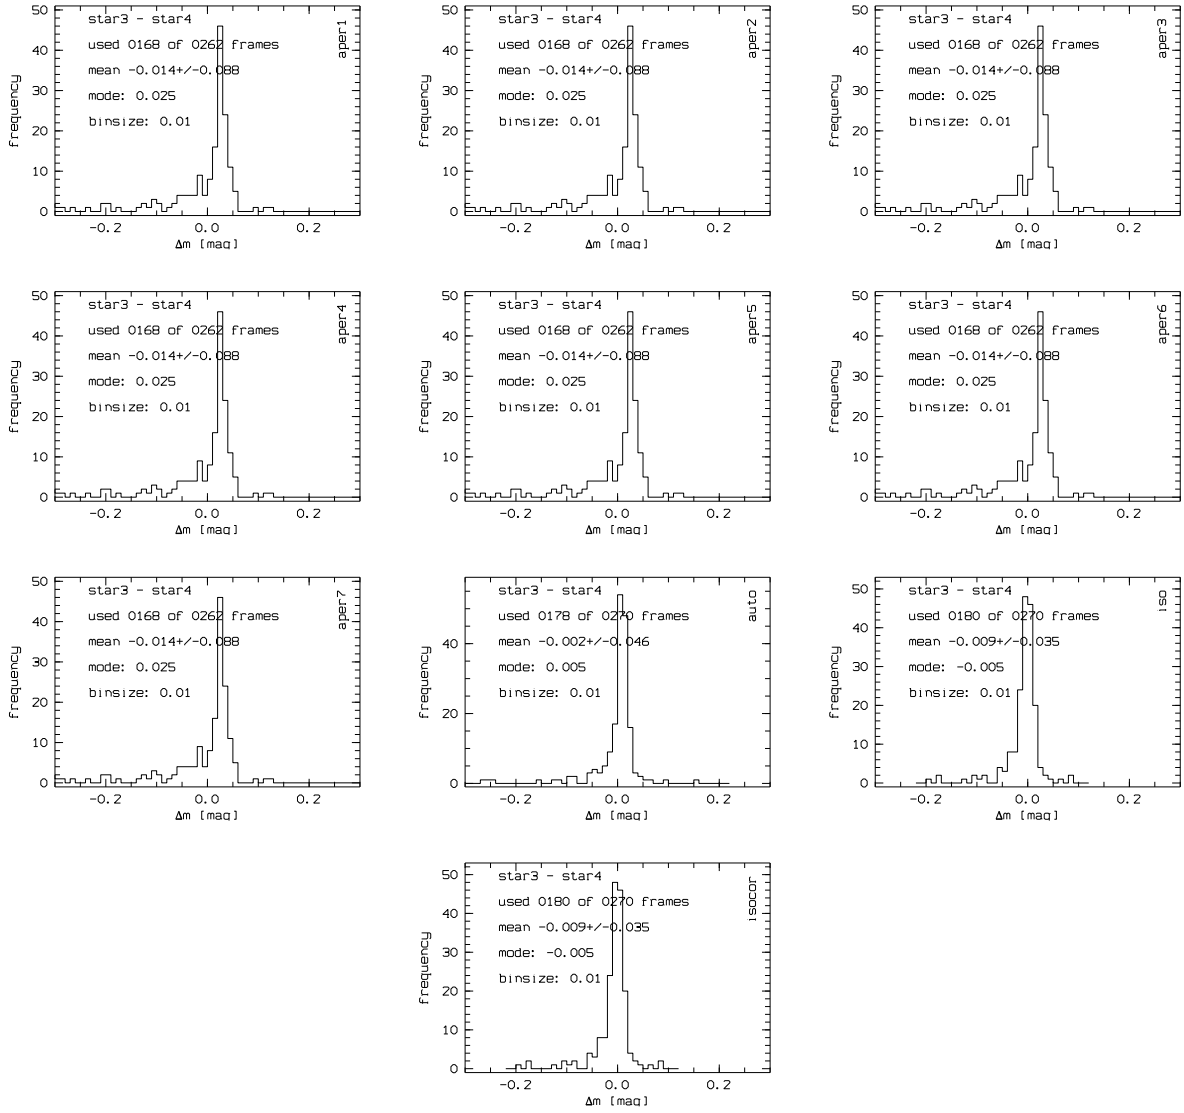 star3 - star4
used 0168 of 0262 frames
mean -0.014+/-0.088
mode: 0.025
binsize: 0.01
aper1
frequency
50
40
30
20
10
0
-0.2 0.0 0.2
Δm [mag]
star3 - star4
used 0168 of 0262 frames
mean -0.014+/-0.088
mode: 0.025
binsize: 0.01
aper2
frequency
50
40
30
20
10
0
-0.2 0.0 0.2
Δm [mag]
star3 - star4
used 0168 of 0262 frames
mean -0.014+/-0.088
mode: 0.025
binsize: 0.01
aper3
frequency
50
40
30
20
10
0
-0.2 0.0 0.2
Δm [mag]
star3 - star4
used 0168 of 0262 frames
mean -0.014+/-0.088
mode: 0.025
binsize: 0.01
aper4
frequency
50
40
30
20
10
0
-0.2 0.0 0.2
Δm [mag]
star3 - star4
used 0168 of 0262 frames
mean -0.014+/-0.088
mode: 0.025
binsize: 0.01
aper5
frequency
50
40
30
20
10
0
-0.2 0.0 0.2
Δm [mag]
star3 - star4
used 0168 of 0262 frames
mean -0.014+/-0.088
mode: 0.025
binsize: 0.01
aper6
frequency
50
40
30
20
10
0
-0.2 0.0 0.2
Δm [mag]
star3 - star4
used 0168 of 0262 frames
mean -0.014+/-0.088
mode: 0.025
binsize: 0.01
aper7
frequency
50
40
30
20
10
0
-0.2 0.0 0.2
Δm [mag]
star3 - star4
used 0178 of 0270 frames
mean -0.002+/-0.046
mode: 0.005
binsize: 0.01
auto
frequency
40
20
0
-0.2 0.0 0.2
Δm [mag]
star3 - star4
used 0180 of 0270 frames
mean -0.009+/-0.035
mode: -0.005
binsize: 0.01
iso
frequency
50
40
30
20
10
0
-0.2 0.0 0.2
Δm [mag]
star3 - star4
used 0180 of 0270 frames
mean -0.009+/-0.035
mode: -0.005
binsize: 0.01
isocor
frequency
50
40
30
20
10
0
-0.2 0.0 0.2
Δm [mag]